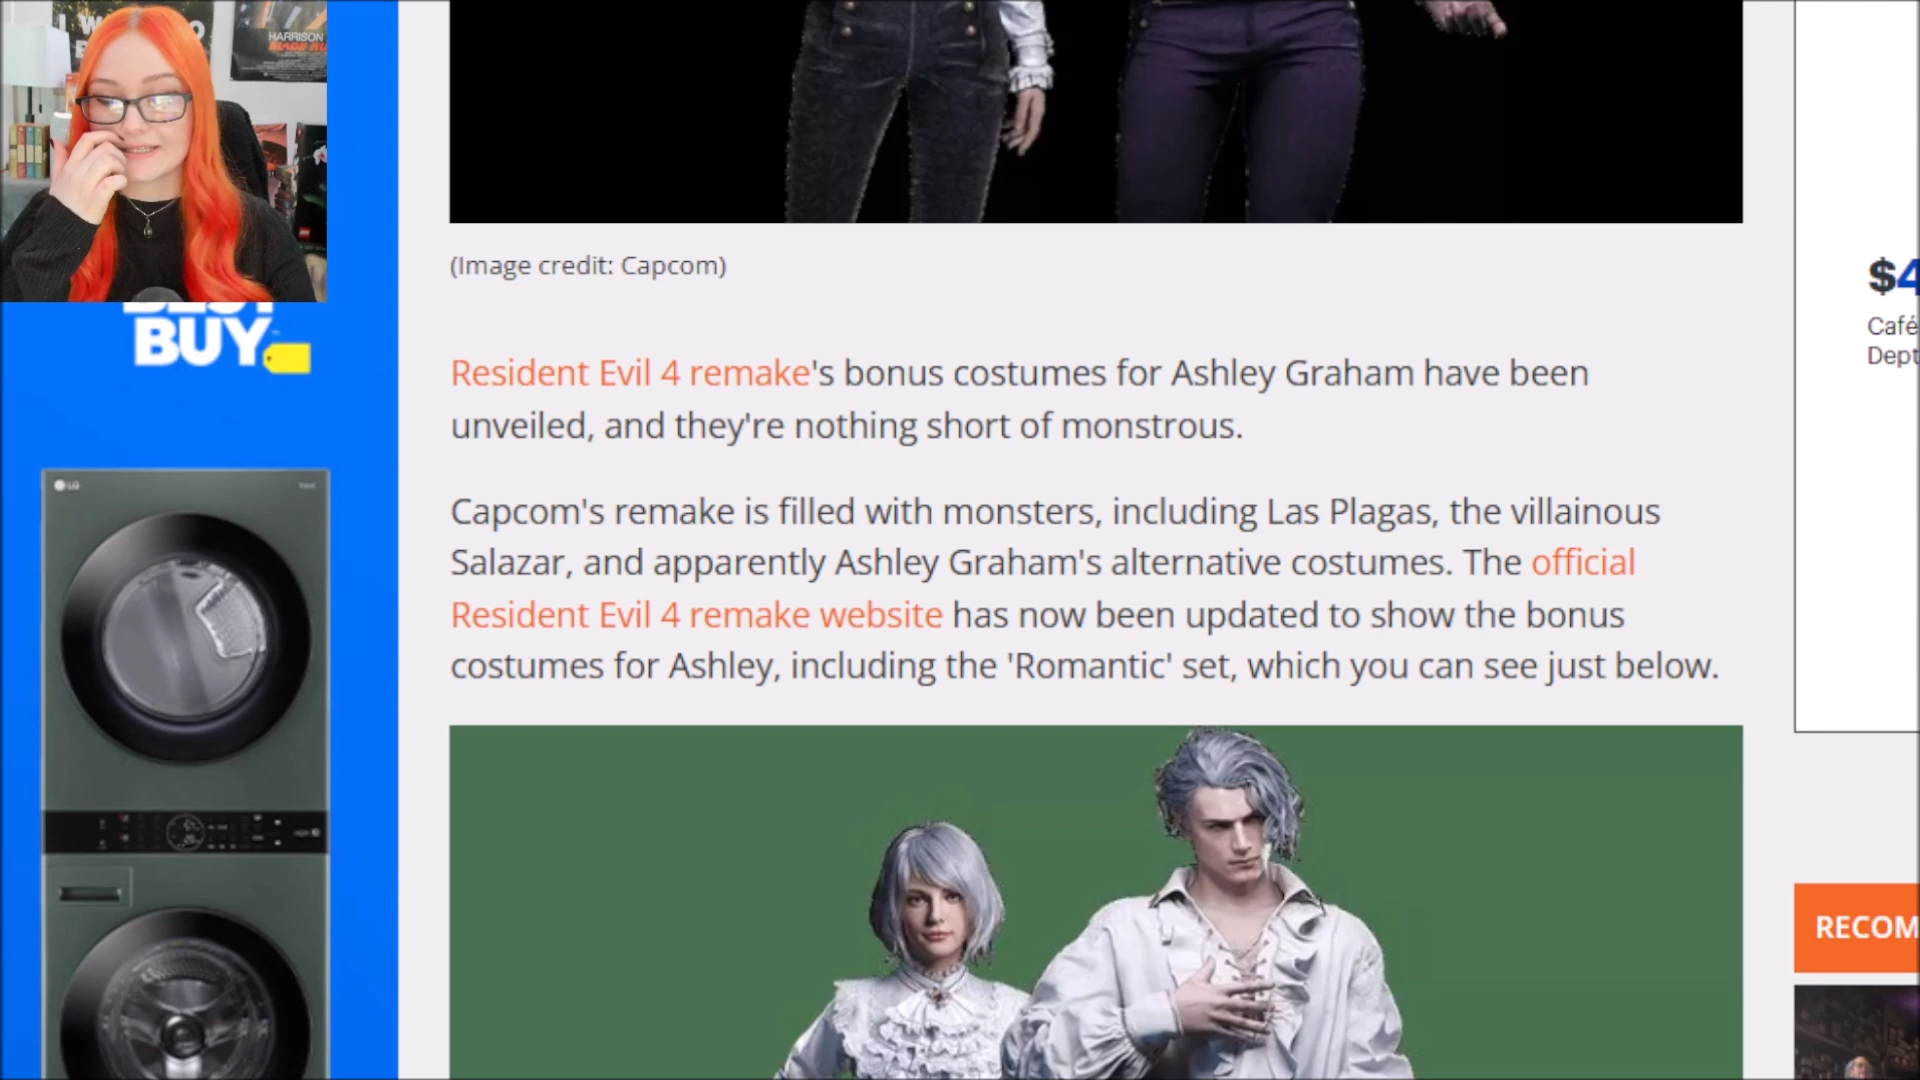 HARRISON
(Image credit: Capcom)
BEST
BUY
LG
$4
Café
Dept
Resident Evil 4 remake's bonus costumes for Ashley Graham have been
unveiled, and they're nothing short of monstrous.
Capcom's remake is filled with monsters, including Las Plagas, the villainous
Salazar, and apparently Ashley Graham's alternative costumes. The official
Resident Evil 4 remake website has now been updated to show the bonus
costumes for Ashley, including the 'Romantic' set, which you can see just below.
RECOM